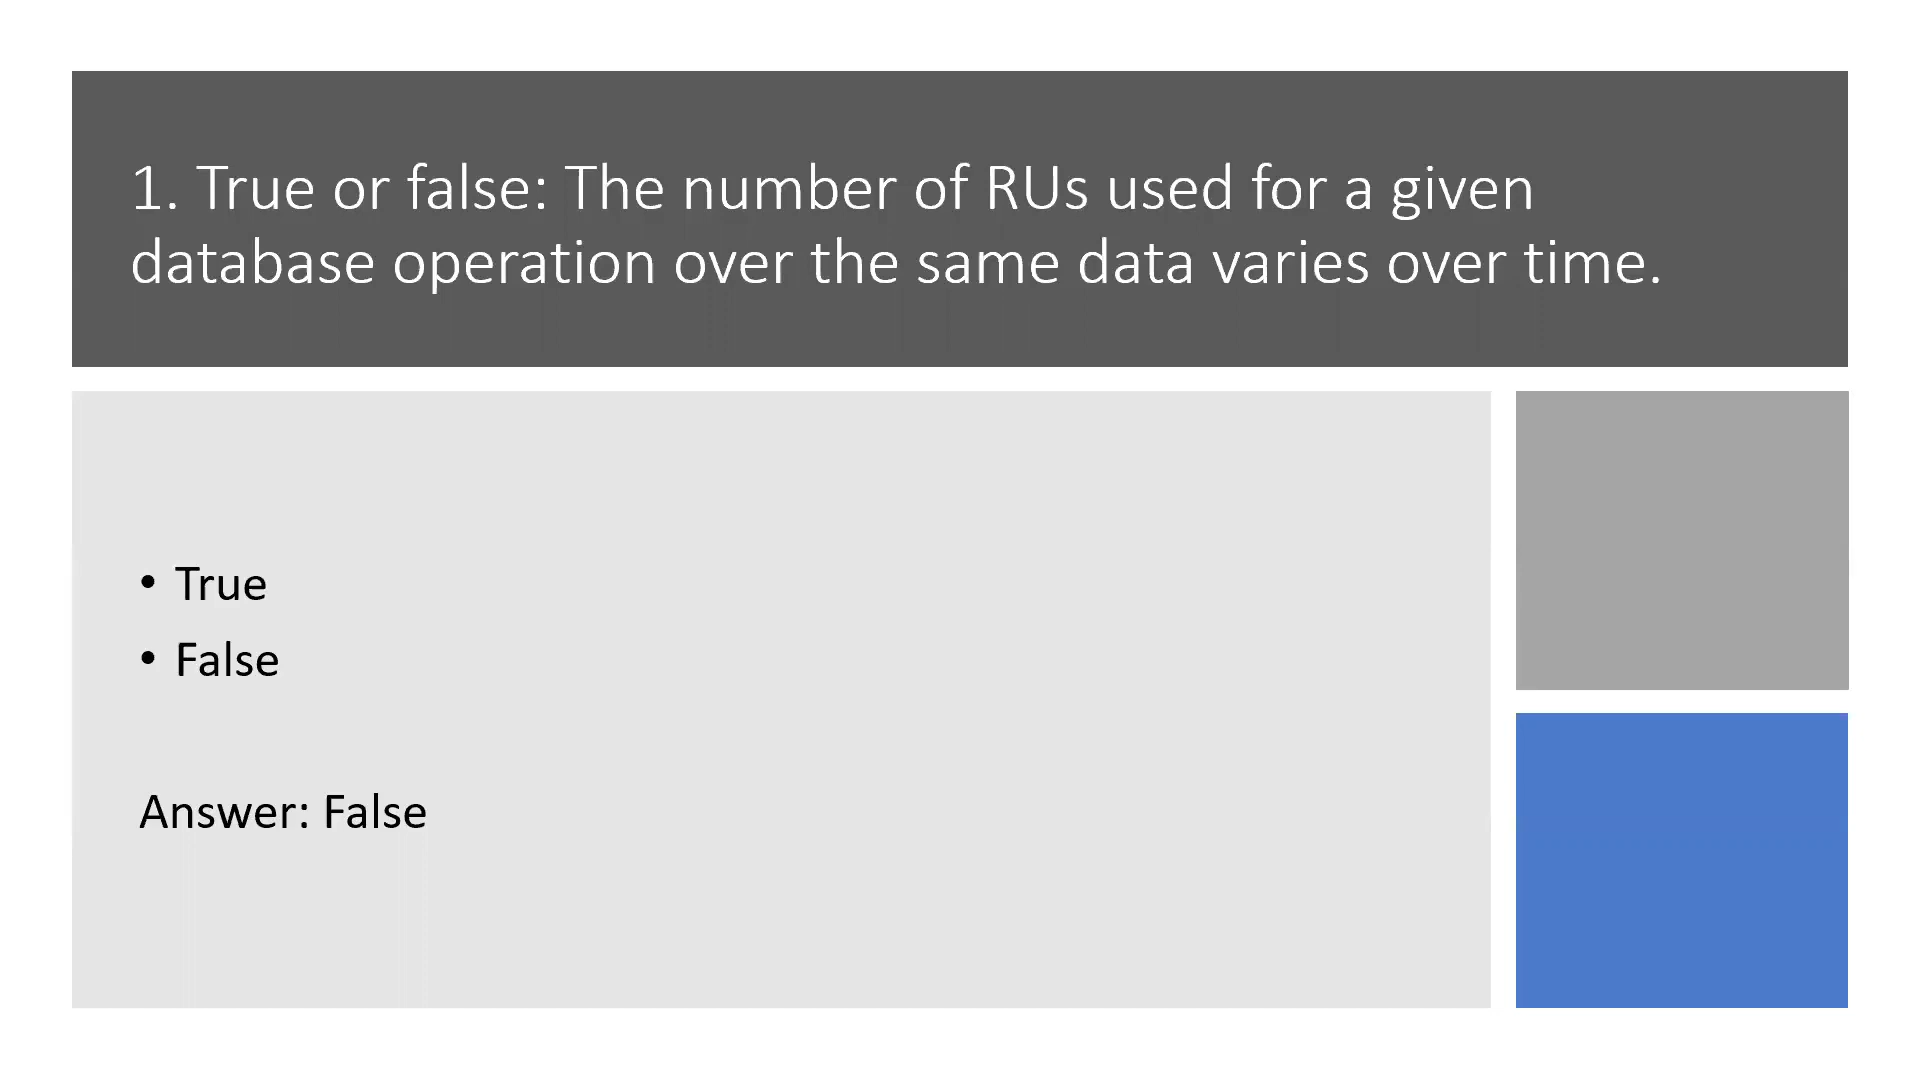 1. True or false: The number of RUs used for a given
database operation over the same data varies over time.
• True
• False
Answer: False